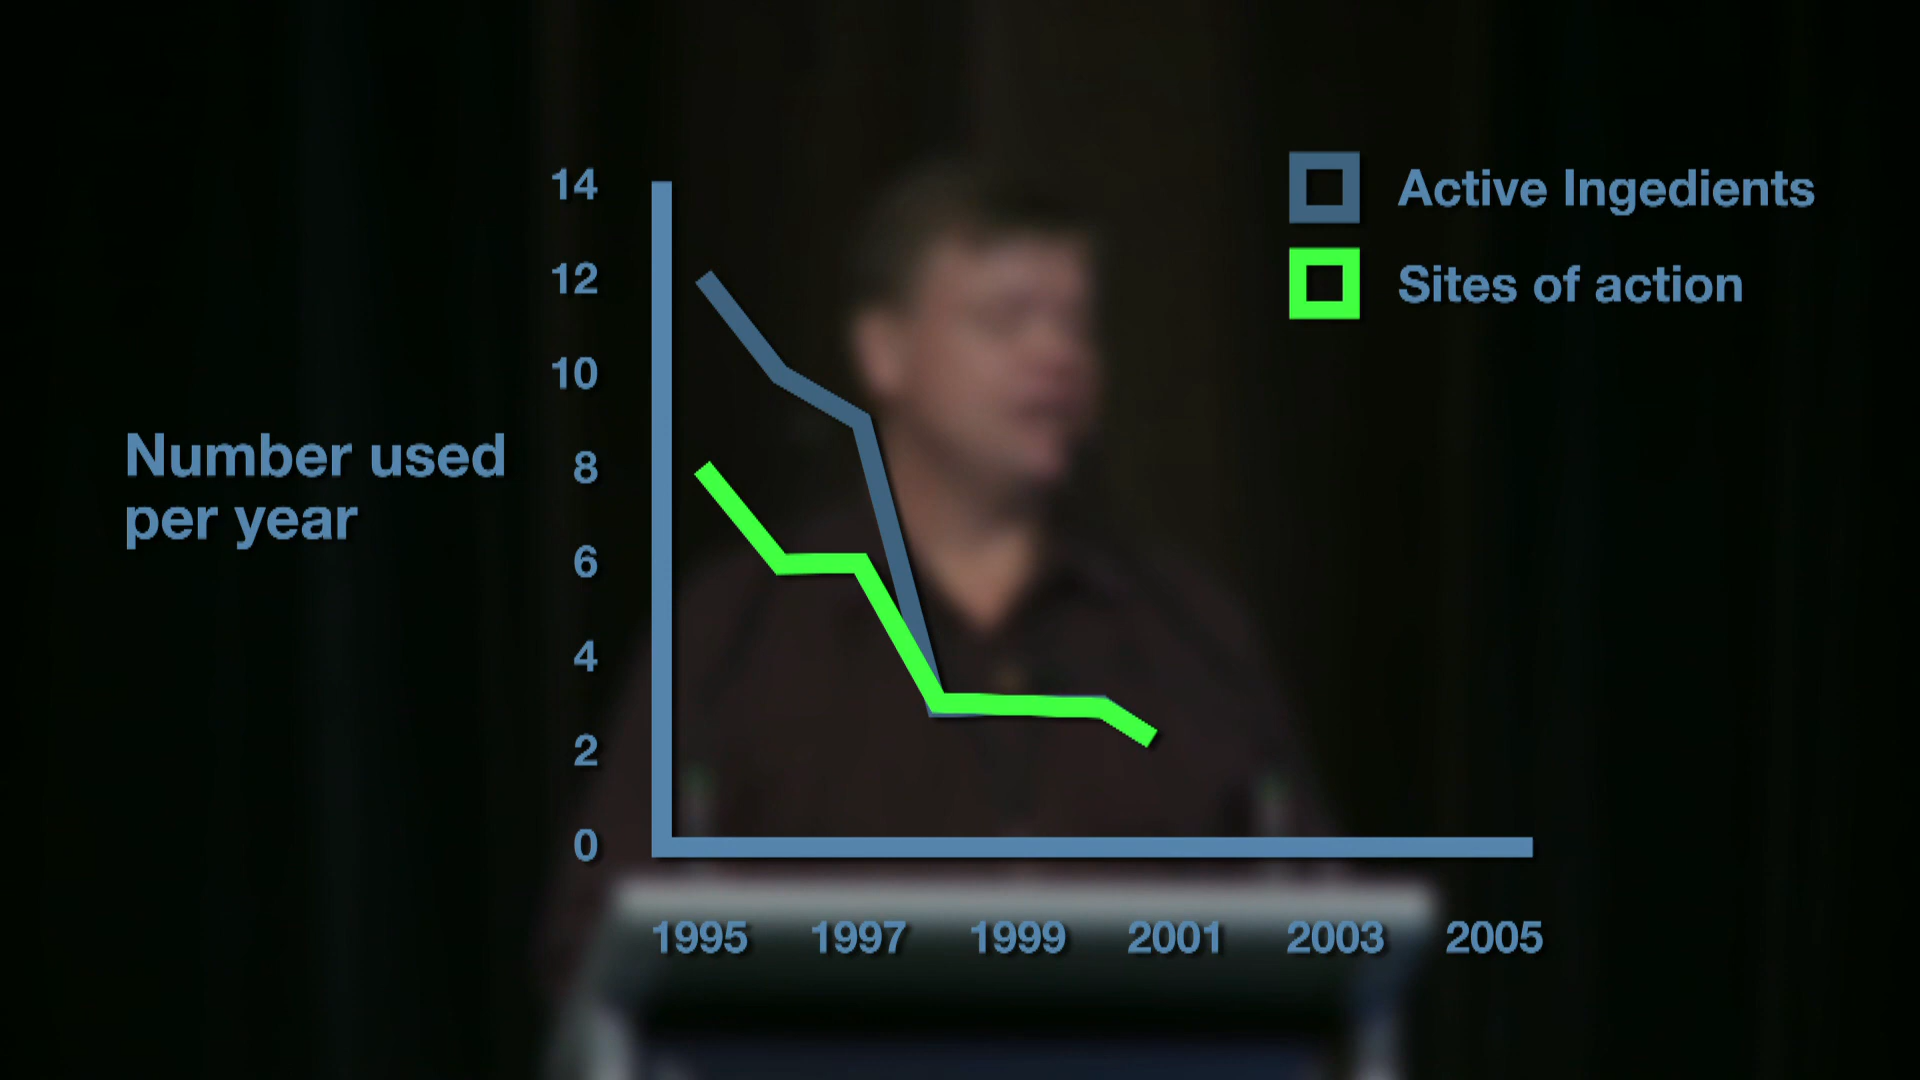 14
12
10
8
6
4
2
0
Number used
per year
Active Ingedients
Sites of action
1995 1997 1999 2001 2003 2005